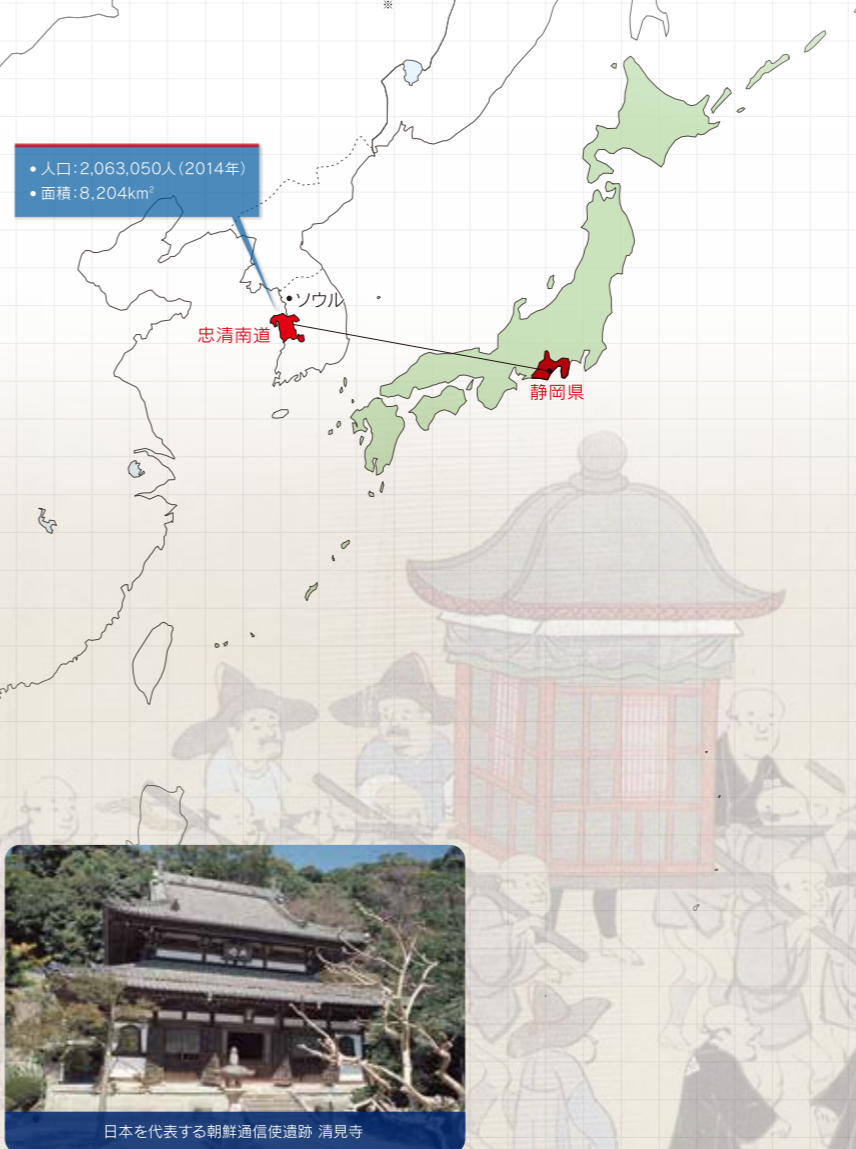 ※
• 人口：2,063,050人（2014年）
• 面積：8,204km²
•ソウル
忠清南道
静岡県
日本を代表する朝鮮通信使遺跡 清見寺